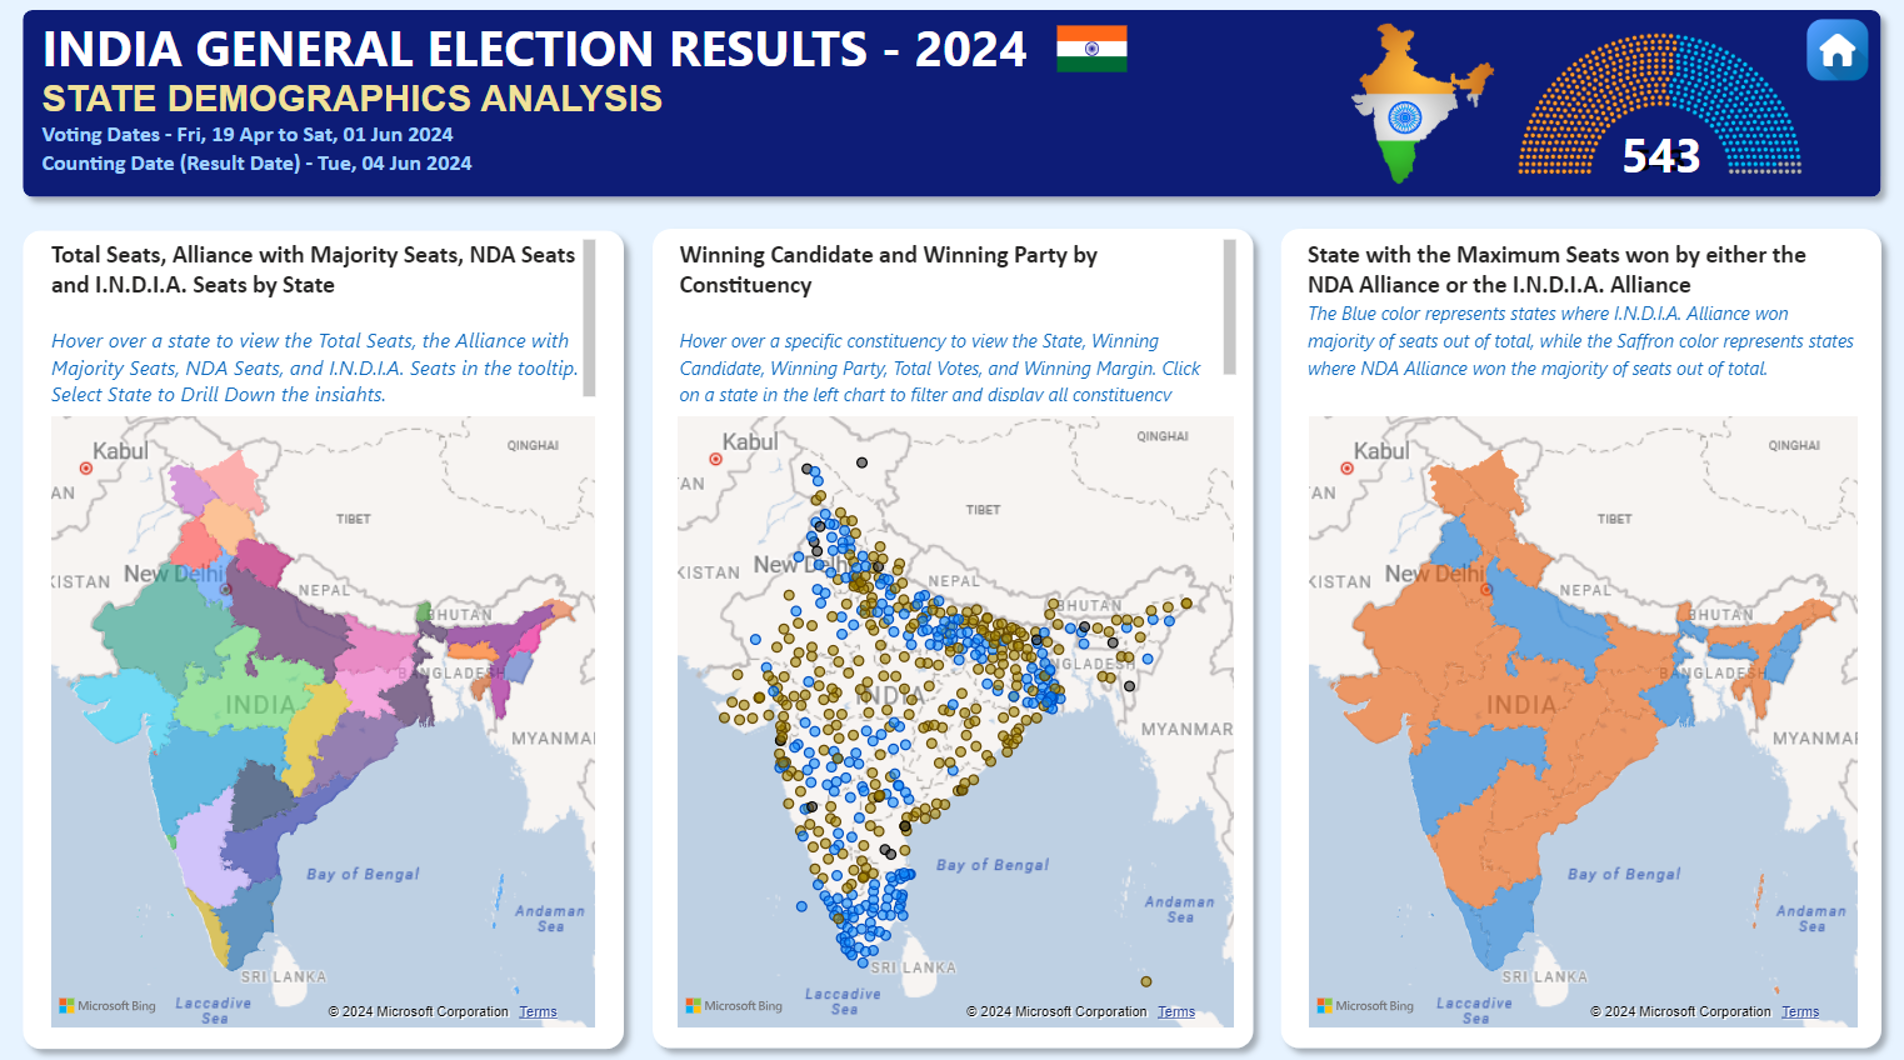 INDIA GENERAL ELECTION RESULTS - 2024
STATE DEMOGRAPHICS ANALYSIS
Voting Dates - Fri, 19 Apr to Sat, 01 Jun 2024
Counting Date (Result Date) - Tue, 04 Jun 2024
543
Total Seats, Alliance with Majority Seats, NDA Seats
and I.N.D.I.A. Seats by State
Hover over a state to view the Total Seats, the Alliance with
Majority Seats, NDA Seats, and I.N.D.I.A. Seats in the tooltip.
Select State to Drill Down the insights.
Kabul
QINGHAI
AN
TIBET
KISTAN
New Delhi
NEPAL
BHUTAN
BANGLADESH
INDIA
MYANMA
Bay of Bengal
Andaman
Sea
SRI LANKA
Laccadive
Sea
Microsoft Bing
© 2024 Microsoft Corporation Terms
Winning Candidate and Winning Party by
Constituency
Hover over a specific constituency to view the State, Winning
Candidate, Winning Party, Total Votes, and Winning Margin. Click
on a state in the left chart to filter and display all constituency
Kabul
QINGHAI
AN
TIBET
KISTAN
New Delhi
NEPAL
BHUTAN
NGLADESH
INDIA
MYANMAR
Bay of Bengal
Andaman
Sea
SRI LANKA
Laccadive
Sea
Microsoft Bing
© 2024 Microsoft Corporation Terms
State with the Maximum Seats won by either the
NDA Alliance or the I.N.D.I.A. Alliance
The Blue color represents states where I.N.D.I.A. Alliance won
majority of seats out of total, while the Saffron color represents states
where NDA Alliance won the majority of seats out of total.
Kabul
QINGHAI
AN
TIBET
KISTAN
New Delhi
NEPAL
BHUTAN
BANGLADESH
INDIA
MYANMAR
Bay of Bengal
Andaman
Sea
SRI LANKA
Laccadive
Sea
Microsoft Bing
© 2024 Microsoft Corporation Terms